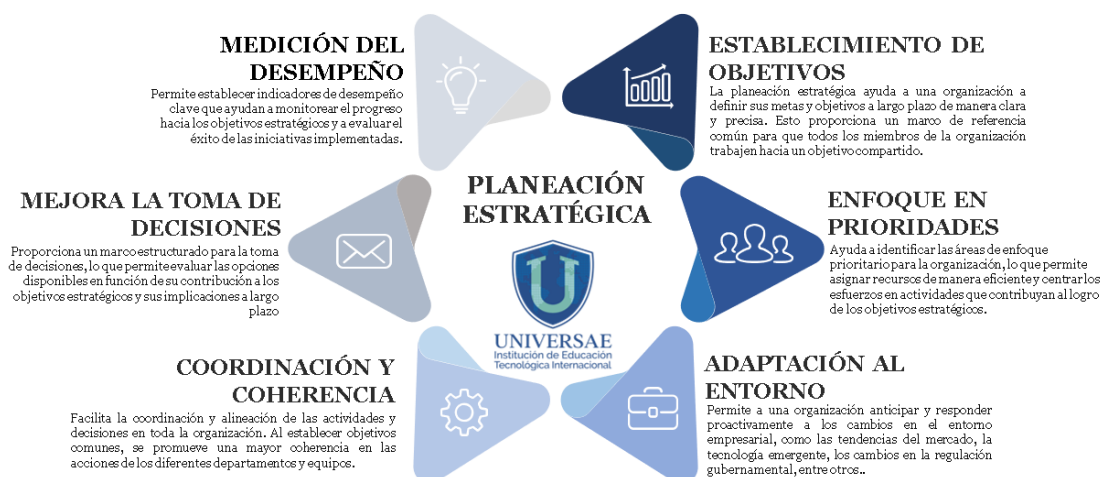 MEDICIÓN DEL
DESEMPEÑO
Permite establecer indicadores de desempeño
clave que ayudan a monitorear el progreso
hacia los objetivos estratégicos y a evaluar el
éxito de las iniciativas implementadas.
ESTABLECIMIENTO DE
OBJETIVOS
La planeación estratégica ayuda a una organización a
definir sus metas y objetivos a largo plazo de manera clara
y precisa. Esto proporciona un marco de referencia
común para que todos los miembros de la organización
trabajen hacia un objetivo compartido.
PLANEACIÓN
ESTRATÉGICA
MEJORA LA TOMA DE
DECISIONES
Proporciona un marco estructurado para la toma
de decisiones, lo que permite evaluar las opciones
disponibles en función de su contribución a los
objetivos estratégicos y sus implicaciones a largo
plazo
ENFOQUE EN
PRIORIDADES
Ayuda a identificar las áreas de enfoque
prioritario para la organización, lo que permite
asignar recursos de manera eficiente y centrar los
esfuerzos en actividades que contribuyan al logro
de los objetivos estratégicos.
U
UNIVERSAE
Institución de Educación
Tecnológica Internacional
COORDINACIÓN Y
COHERENCIA
Facilita la coordinación y alineación de las actividades y
decisiones en toda la organización. Al establecer objetivos
comunes, se promueve una mayor coherencia en las
acciones de los diferentes departamentos y equipos.
ADAPTACIÓN AL
ENTORNO
Permite a una organización anticipar y responder
proactivamente a los cambios en el entorno
empresarial, como las tendencias del mercado, la
tecnología emergente, los cambios en la regulación
gubernamental, entre otros..